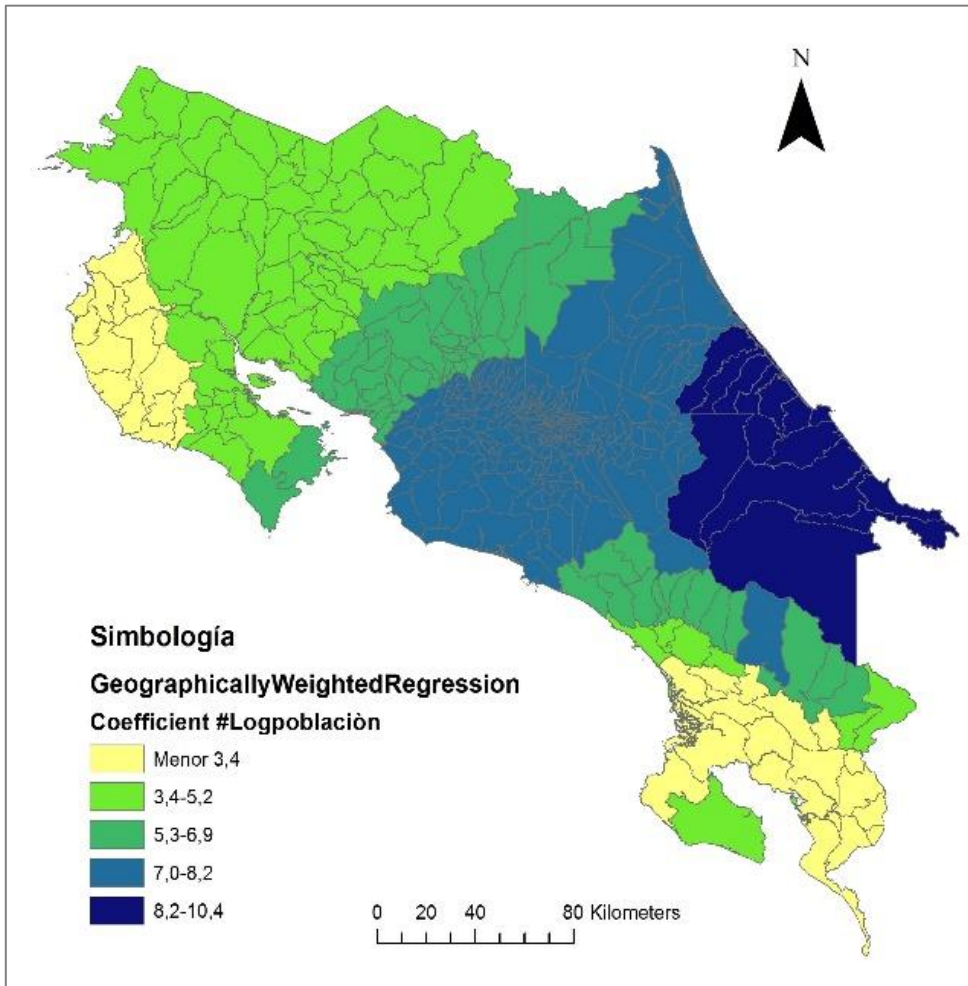 N
Simbología
GeographicallyWeightedRegression
Coefficient #Logpoblaciòn
Menor 3,4
3,4-5,2
5,3-6,9
7,0-8,2
8,2-10,4
0 20 40 80 Kilometers